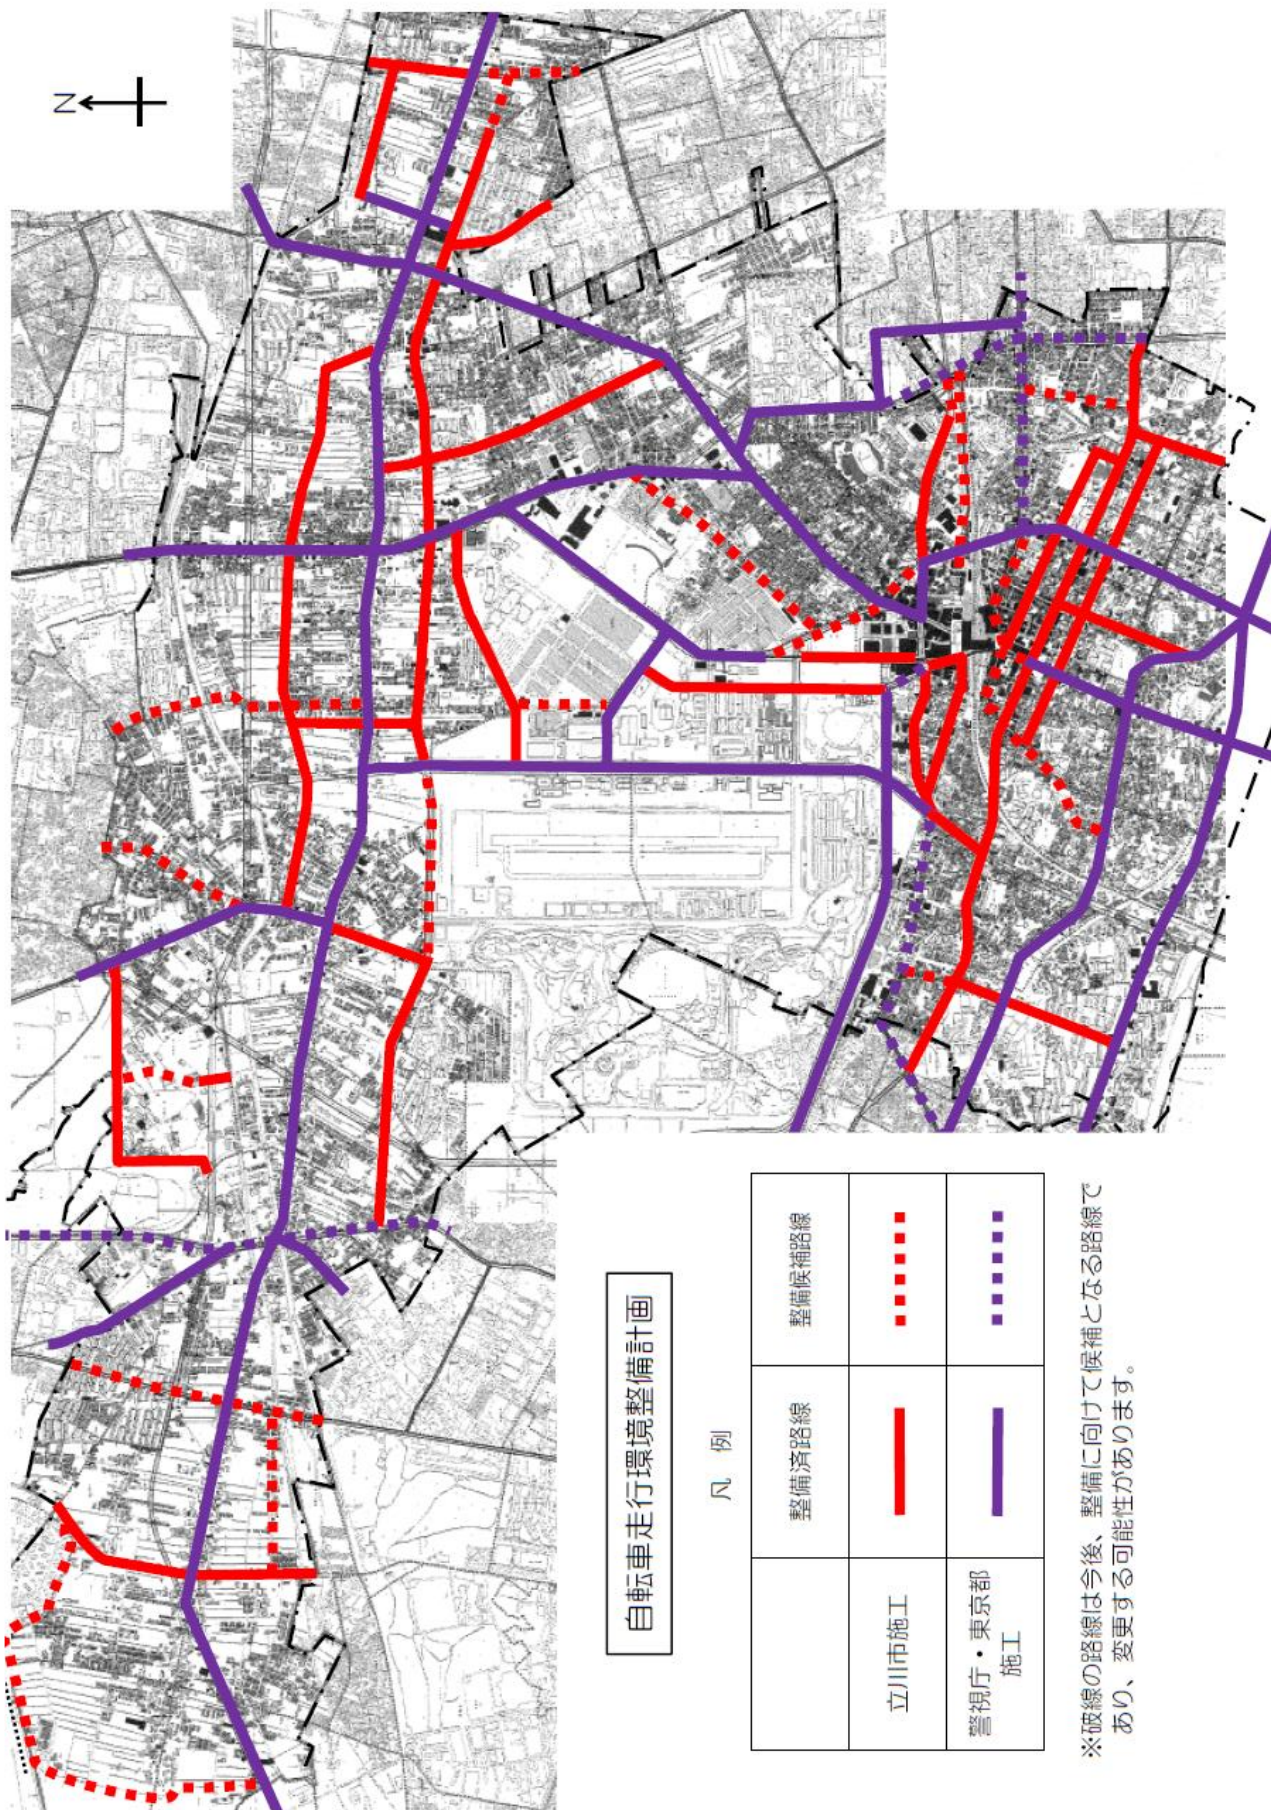 N
自転車走行環境整備計画
凡 例
整備済路線
整備候補路線
立川市施工
警視庁・東京都
施工
※破線の路線は今後、整備に向けて候補となる路線で
あり、変更する可能性があります。